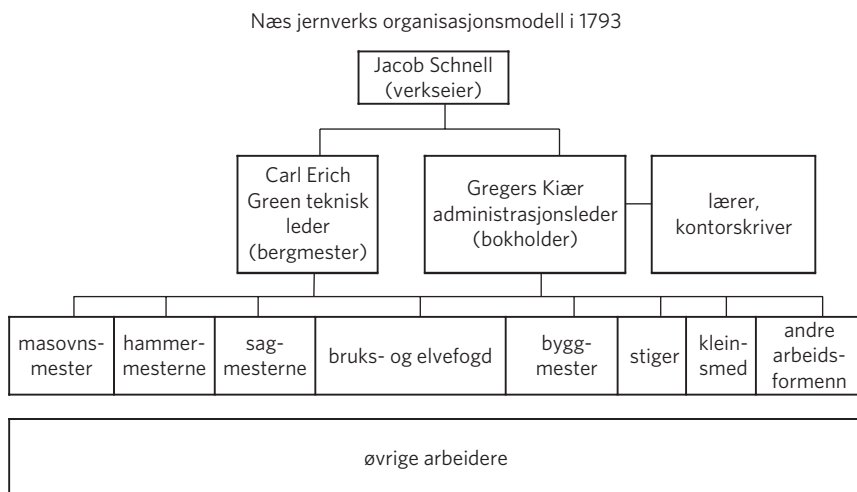 Næs jernverks organisasjonsmodell i 1793
Jacob Schnell
(verkseier)
Carl Erich
Green teknisk
leder
(bergmester)
Gregers Kiær
administrasjonsleder
(bokholder)
lærer,
kontorskriver
masovns-
mester
hammer-
mesterne
sag-
mesterne
bruks- og elvefogd
bygg-
mester
stiger
klein-
smed
andre
arbeids-
formenn
øvrige arbeidere